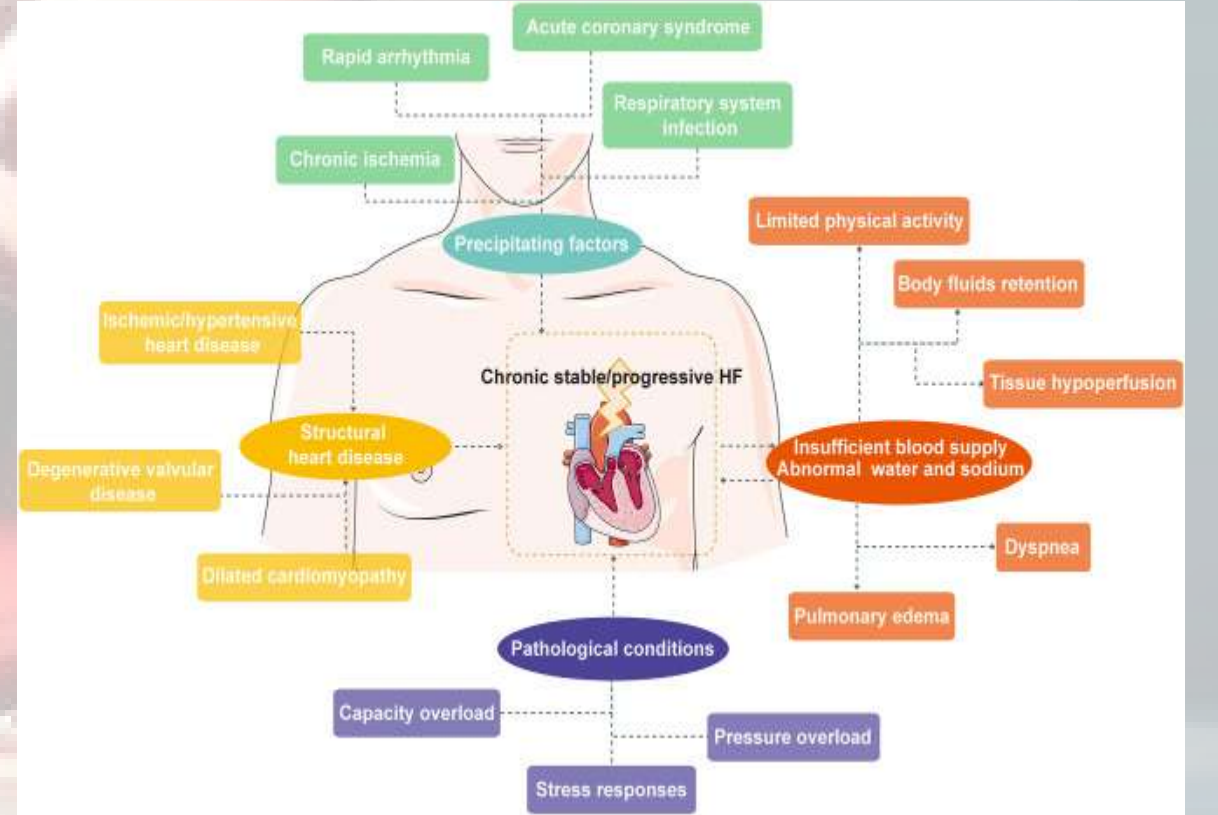 Acute coronary syndrome
Rapid arrhythmia
Respiratory system
infection
Chronic ischemia
Precipitating factors
Limited physical activity
Body fluids retention
Tissue hypoperfusion
Ischemic/hypertensive
heart disease
Chronic stable/progressive HF
Structural
heart disease
Insufficient blood supply
Abnormal water and sodium
Degenerative valvular
disease
Dilated cardiomyopathy
Dyspnea
Pulmonary edema
Pathological conditions
Capacity overload
Pressure overload
Stress responses